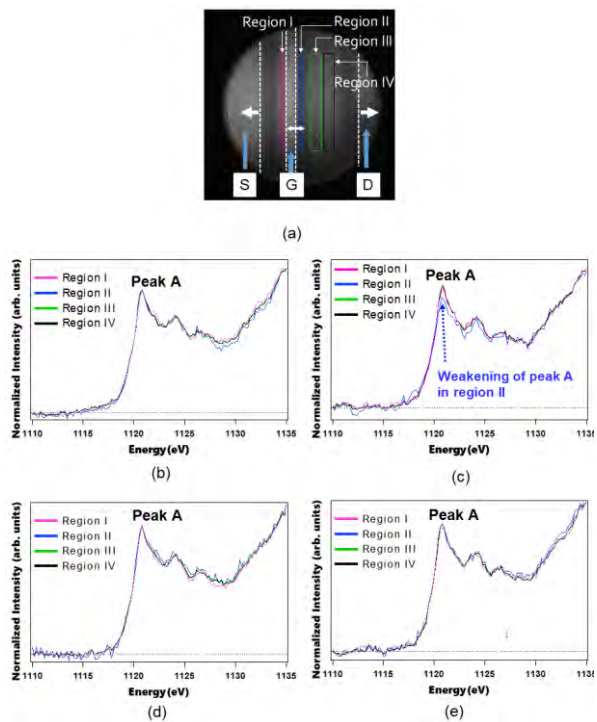 Region I
Region II
Region III
Region IV
S
G
D
(a)
Normalized Intensity (arb. units)
Region I
Region II
Region III
Region IV
Peak A
1110 1115 1120 1125 1130 1135
Energy(eV)
(b)
Normalized Intensity (arb. units)
Region I
Region II
Region III
Region IV
Peak A
Weakening of peak A
in region II
1110 1115 1120 1125 1130 1135
Energy(eV)
(c)
Normalized Intensity (arb. units)
Region I
Region II
Region III
Region IV
Peak A
1110 1115 1120 1125 1130 1135
Energy(eV)
(d)
Normalized Intensity (arb. units)
Region I
Region II
Region III
Region IV
Peak A
1110 1115 1120 1125 1130 1135
Energy(eV)
(e)